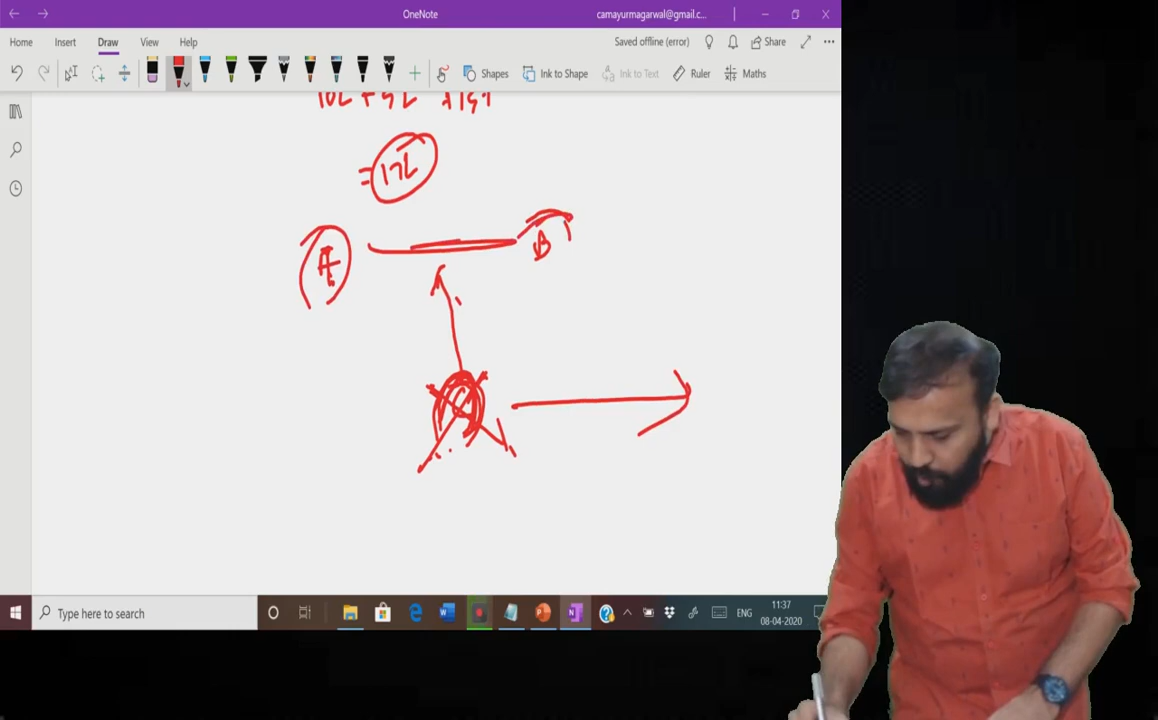 OneNote
camayurmagarwal@gmail.c...
Home Insert Draw View Help
Saved offline (error) Share
Shapes Ink to Shape Ink to Text Ruler Maths
= 17L
A
B
Type here to search
ENG
11:37
08-04-2020